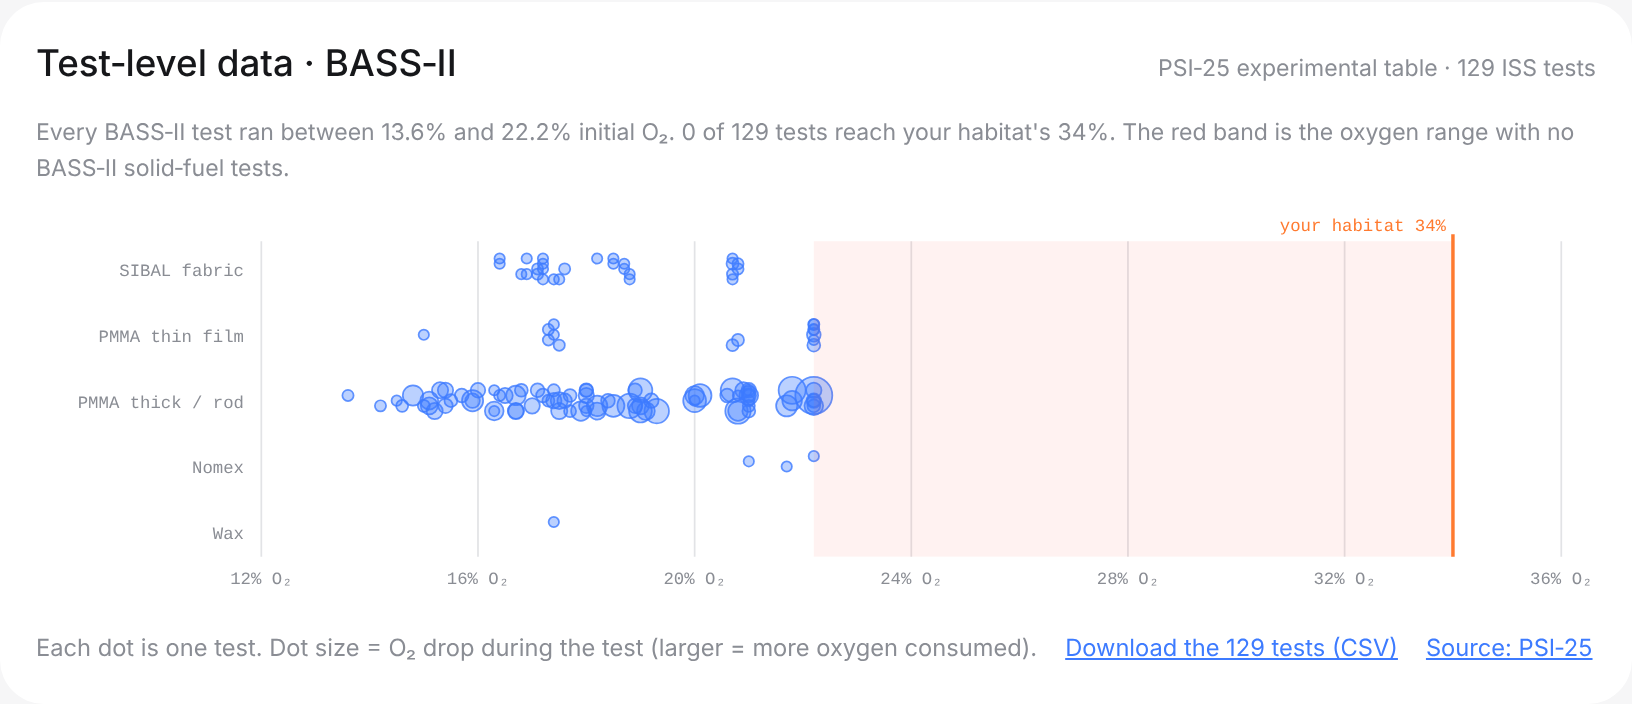 Test-level data · BASS-II
PSI-25 experimental table · 129 ISS tests
Every BASS-II test ran between 13.6% and 22.2% initial O₂. 0 of 129 tests reach your habitat's 34%. The red band is the oxygen range with no
BASS-II solid-fuel tests.
your habitat 34%
SIBAL fabric
PMMA thin film
PMMA thick / rod
Nomex
Wax
12% O₂
16% O₂
20% O₂
24% O₂
28% O₂
32% O₂
36% O₂
Each dot is one test. Dot size = O₂ drop during the test (larger = more oxygen consumed).
Download the 129 tests (CSV)
Source: PSI-25